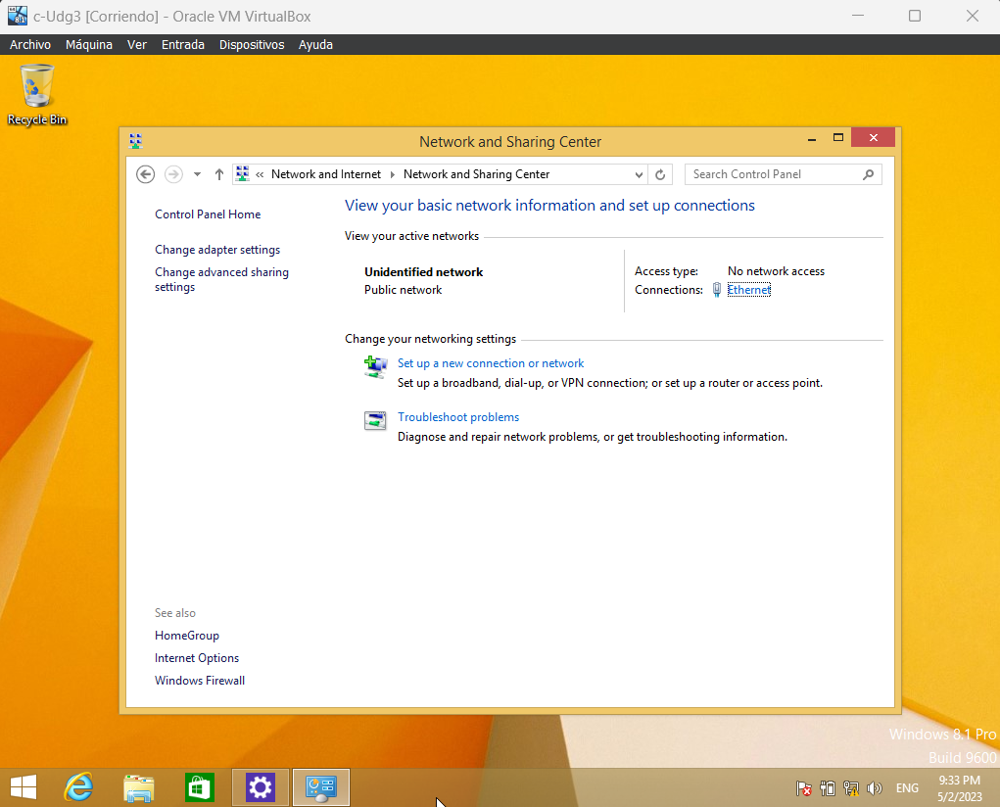 c-Udg3 [Corriendo] - Oracle VM VirtualBox
Archivo Máquina Ver Entrada Dispositivos Ayuda
Recycle Bin
Network and Sharing Center
« Network and Internet Network and Sharing Center
Search Control Panel
Control Panel Home
Change adapter settings
Change advanced sharing
settings
View your basic network information and set up connections
View your active networks
Unidentified network
Public network
Access type: No network access
Connections: Ethernet
Change your networking settings
Set up a new connection or network
Set up a broadband, dial-up, or VPN connection; or set up a router or access point.
Troubleshoot problems
Diagnose and repair network problems, or get troubleshooting information.
See also
HomeGroup
Internet Options
Windows Firewall
Windows 8.1 Pro
Build 9600
ENG
9:33 PM
5/2/2023